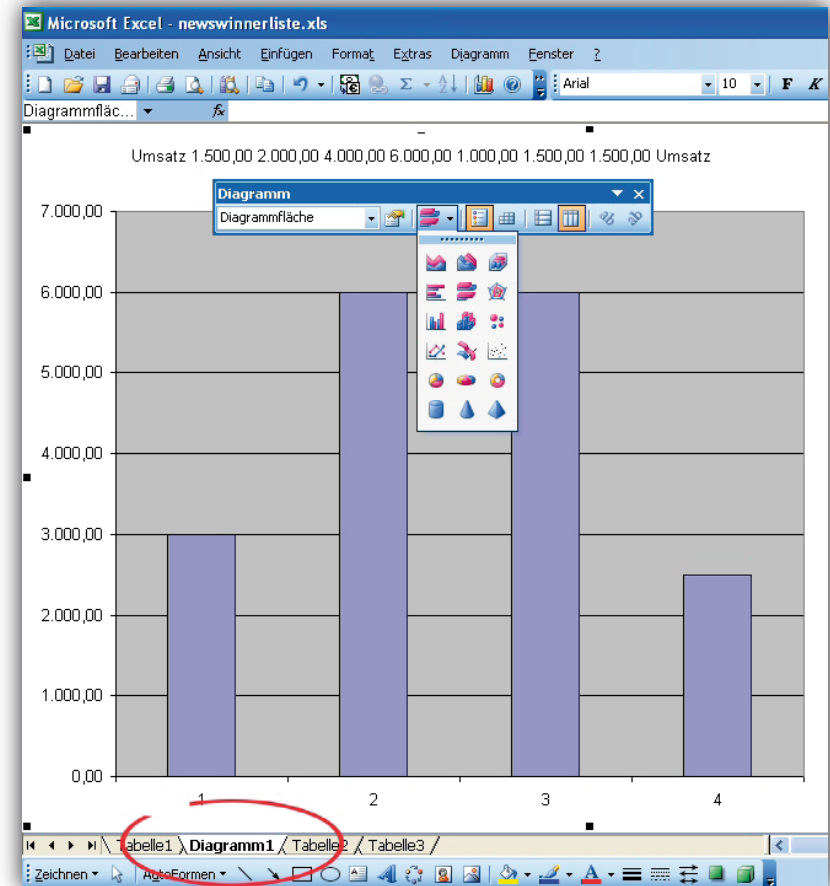 Microsoft Excel - newswinnerliste.xls
Datei Bearbeiten Ansicht Einfügen Format Extras Diagramm Fenster ?
Arial 10 F K
Diagrammfläc... fx
Umsatz 1.500,00 2.000,00 4.000,00 6.000,00 1.000,00 1.500,00 1.500,00 Umsatz
Diagramm
Diagrammfläche
7.000,00
6.000,00
5.000,00
4.000,00
3.000,00
2.000,00
1.000,00
0,00
1 2 3 4
Tabelle1 Diagramm1 Tabelle2 Tabelle3
Zeichnen AutoFormen